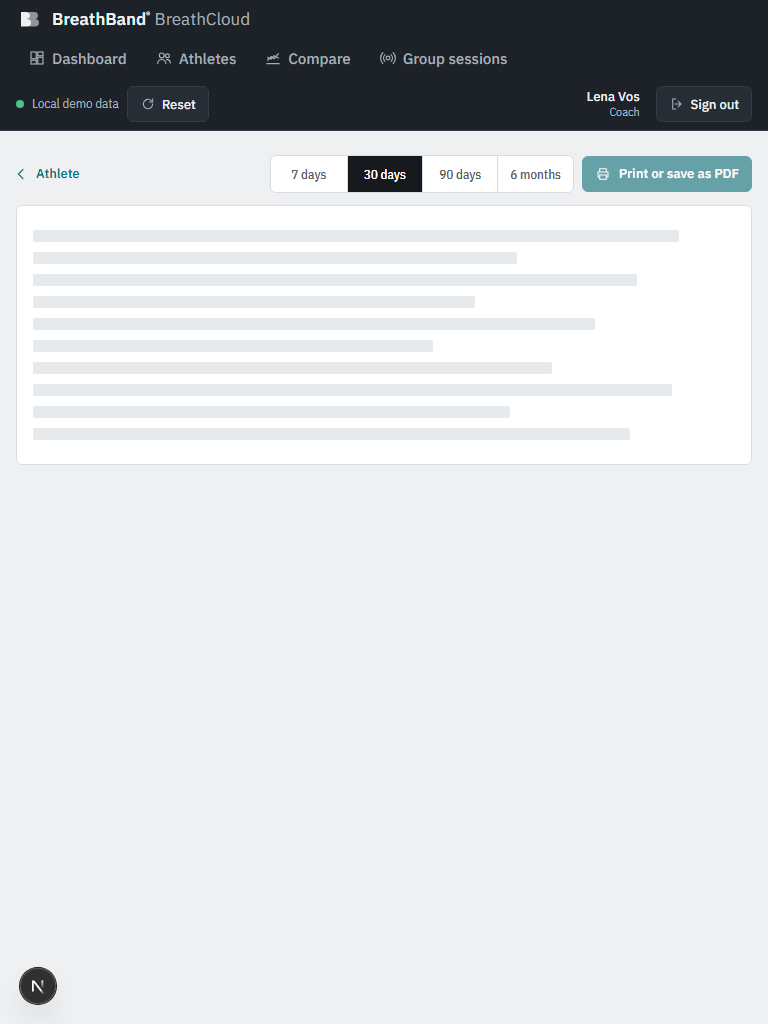 BreathBand® BreathCloud
Dashboard Athletes Compare Group sessions
Local demo data Reset Lena Vos Sign out
Coach
Athlete 7 days 30 days 90 days 6 months Print or save as PDF
N